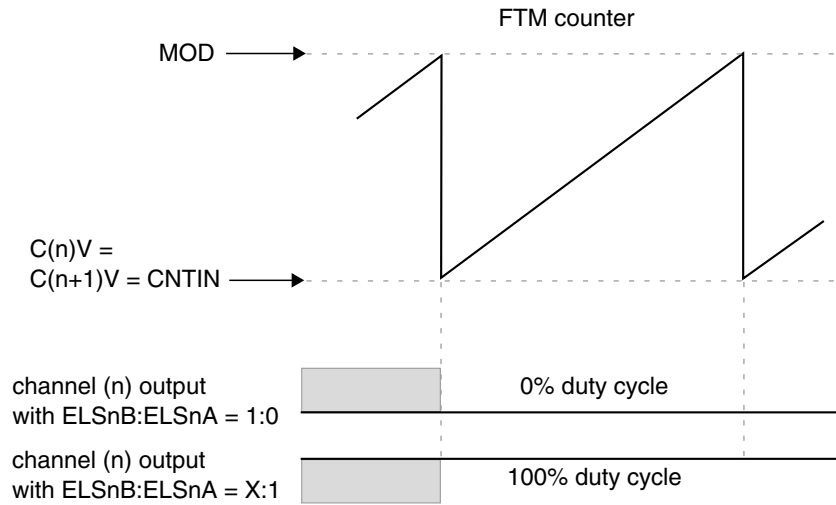 FTM counter
MOD
C(n)V =
C(n+1)V = CNTIN
channel (n) output
with ELSnB:ELSnA = 1:0
0% duty cycle
channel (n) output
with ELSnB:ELSnA = X:1
100% duty cycle